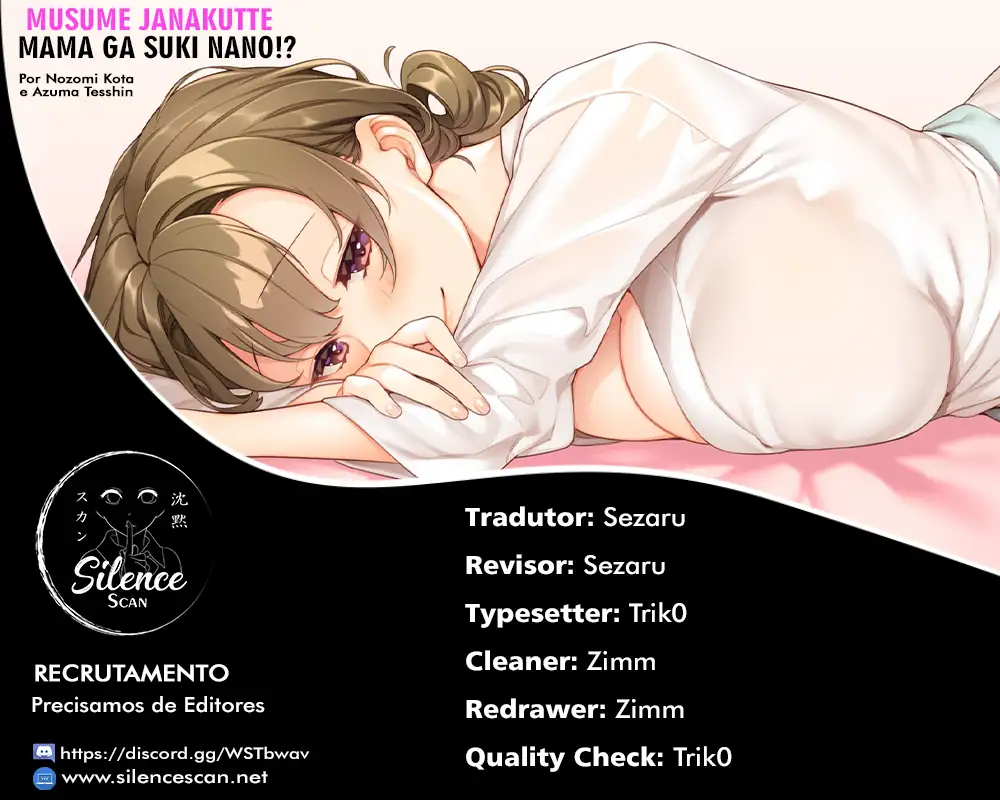 MUSUME JANAKUTTE
MAMA GA SUKI NANO!?
Por Nozomi Kota
e Azuma Tesshin
スカン
沈黙
Silence
SCAN
RECRUTAMENTO
Precisamos de Editores
https://discord.gg/WSTbwav
www.silencescan.net
Tradutor: Sezaru
Revisor: Sezaru
Typesetter: Trik0
Cleaner: Zimm
Redrawer: Zimm
Quality Check: Trik0